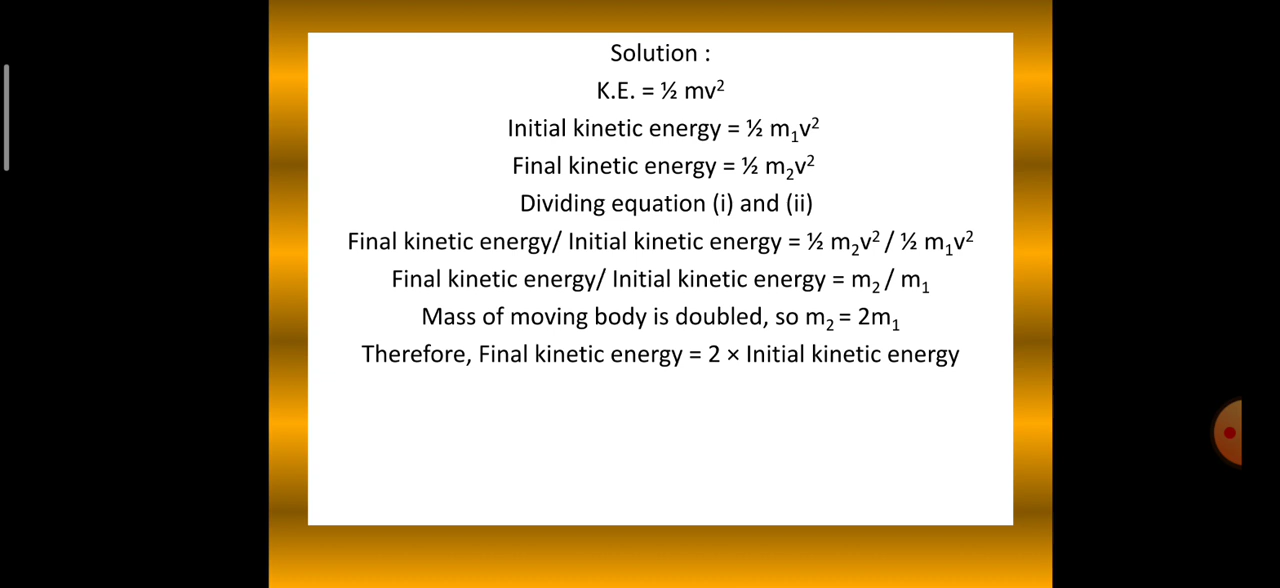 Solution :
K.E. = ½ mv²
Initial kinetic energy = ½ m₁v²
Final kinetic energy = ½ m₂v²
Dividing equation (i) and (ii)
Final kinetic energy/ Initial kinetic energy = ½ m₂v² / ½ m₁v²
Final kinetic energy/ Initial kinetic energy = m₂ / m₁
Mass of moving body is doubled, so m₂ = 2m₁
Therefore, Final kinetic energy = 2 × Initial kinetic energy